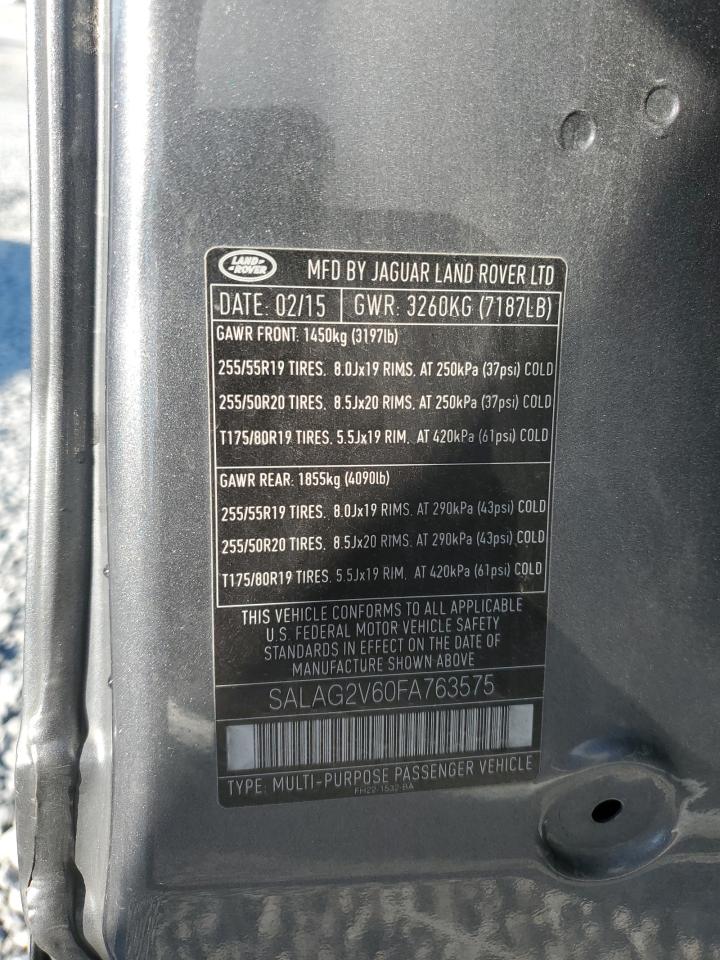 LAND-
-ROVER
MFD BY JAGUAR LAND ROVER LTD
DATE: 02/15 GWR: 3260KG (7187LB)
GAWR FRONT: 1450kg (3197lb)
255/55R19 TIRES, 8.0Jx19 RIMS, AT 250kPa (37psi) COLD
255/50R20 TIRES, 8.5Jx20 RIMS, AT 250kPa (37psi) COLD
T175/80R19 TIRES, 5.5Jx19 RIM, AT 420kPa (61psi) COLD
GAWR REAR: 1855kg (4090lb)
255/55R19 TIRES, 8.0Jx19 RIMS, AT 290kPa (43psi) COLD
255/50R20 TIRES, 8.5Jx20 RIMS, AT 290kPa (43psi) COLD
T175/80R19 TIRES, 5.5Jx19 RIM, AT 420kPa (61psi) COLD
THIS VEHICLE CONFORMS TO ALL APPLICABLE
U.S. FEDERAL MOTOR VEHICLE SAFETY
STANDARDS IN EFFECT ON THE DATE OF
MANUFACTURE SHOWN ABOVE
SALAG2V60FA763575
TYPE: MULTI-PURPOSE PASSENGER VEHICLE
FH22-1532-BA